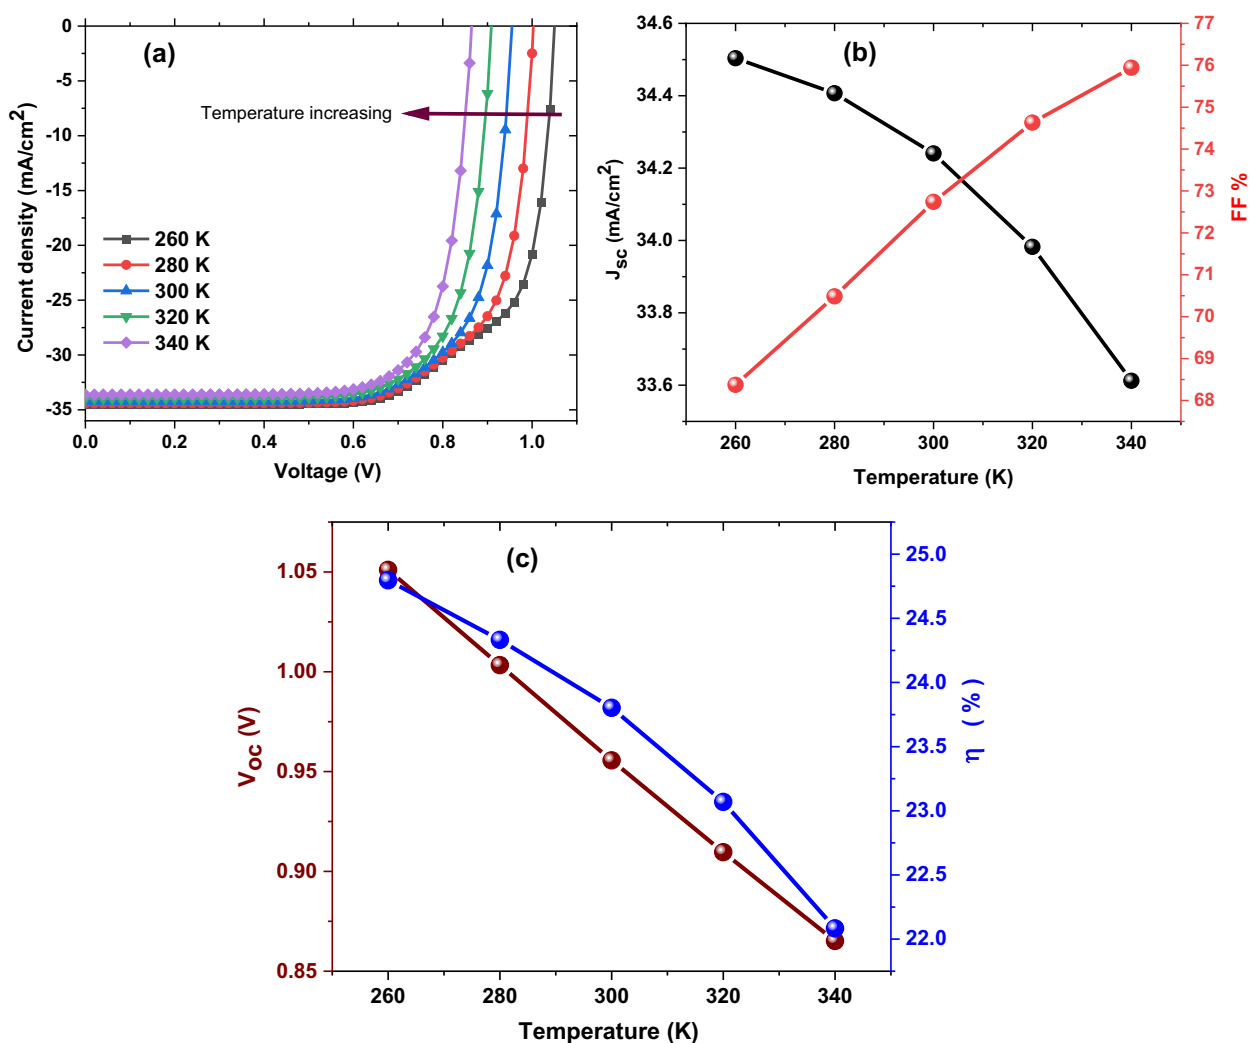 (a)
Temperature increasing
260 K
280 K
300 K
320 K
340 K
0
-5
-10
-15
-20
-25
-30
-35
Current density (mA/cm²)
0.0 0.2 0.4 0.6 0.8 1.0
Voltage (V)
(b)
34.6
34.4
34.2
34.0
33.8
33.6
J_sc (mA/cm²)
77
76
75
74
73
72
71
70
69
68
FF %
260 280 300 320 340
Temperature (K)
(c)
1.05
1.00
0.95
0.90
0.85
V_OC (V)
25.0
24.5
24.0
23.5
23.0
22.5
22.0
η (%)
260 280 300 320 340
Temperature (K)